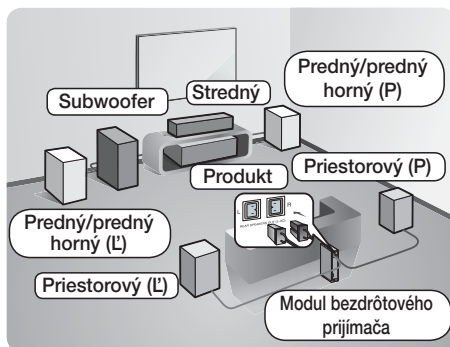 Predný/predný
horný (P)
Stredný
Subwoofer
Priestorový (P)
Produkt
L
R
Predný/predný
horný (Ľ)
Priestorový (Ľ)
Modul bezdrôtového
prijímača